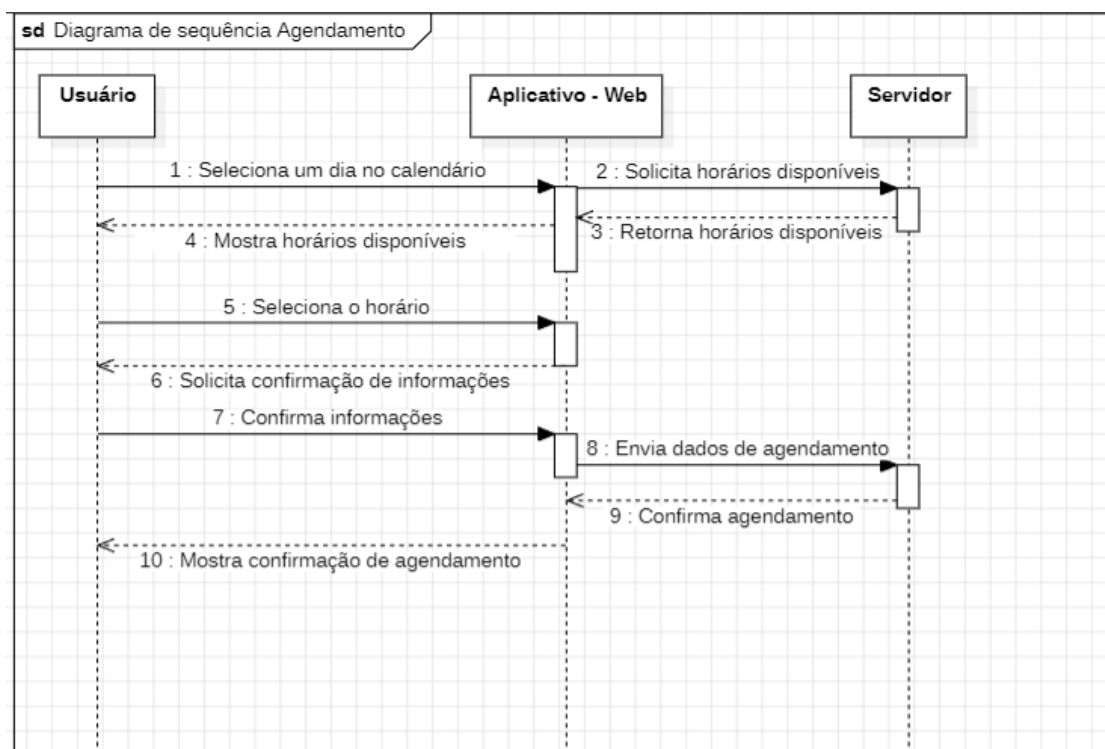 sd Diagrama de sequência Agendamento
Usuário
Aplicativo - Web
Servidor
1 : Seleciona um dia no calendário
2 : Solicita horários disponíveis
3 : Retorna horários disponíveis
4 : Mostra horários disponíveis
5 : Seleciona o horário
6 : Solicita confirmação de informações
7 : Confirma informações
8 : Envia dados de agendamento
9 : Confirma agendamento
10 : Mostra confirmação de agendamento